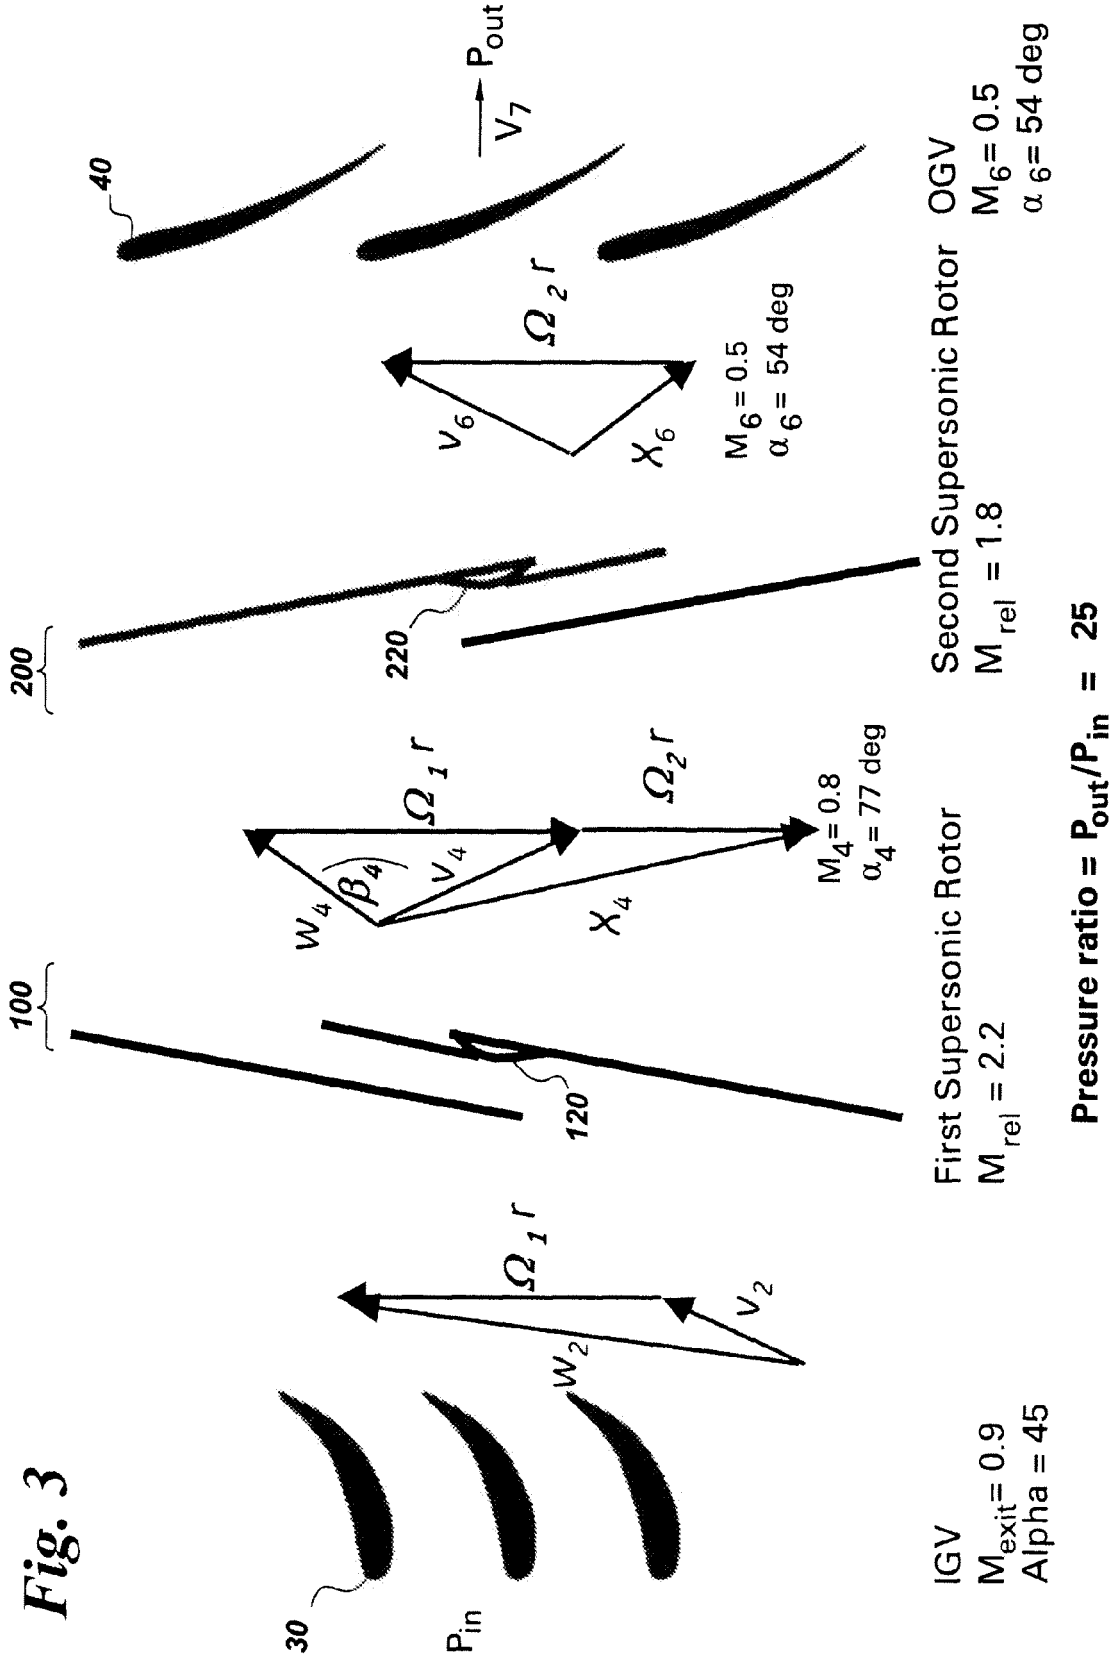 Fig. 3
100
200
30
40
P_in
W_2
Ω_1 r
V_2
120
W_4
β_4
V_4
Ω_1 r
X_4
Ω_2 r
M_4 = 0.8
α_4 = 77 deg
220
V_6
X_6
Ω_2 r
M_6 = 0.5
α_6 = 54 deg
P_out
V_7
IGV
M_exit = 0.9
Alpha = 45
First Supersonic Rotor
M_rel = 2.2
Second Supersonic Rotor
M_rel = 1.8
OGV
M_6 = 0.5
α_6 = 54 deg
Pressure ratio = P_out/P_in = 25